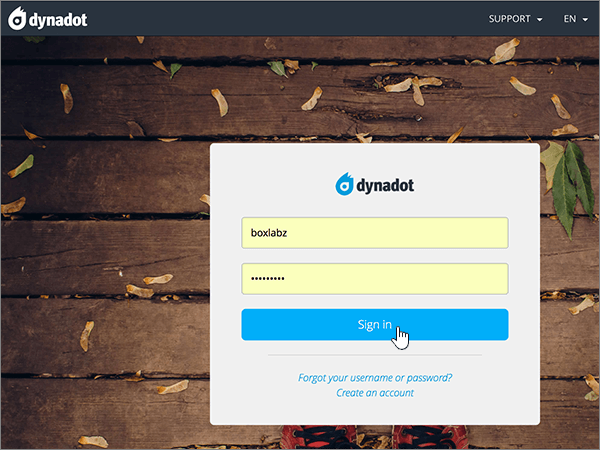 dynadot
SUPPORT EN
dynadot
boxlabz
•••••••••
Sign in
Forgot your username or password?
Create an account